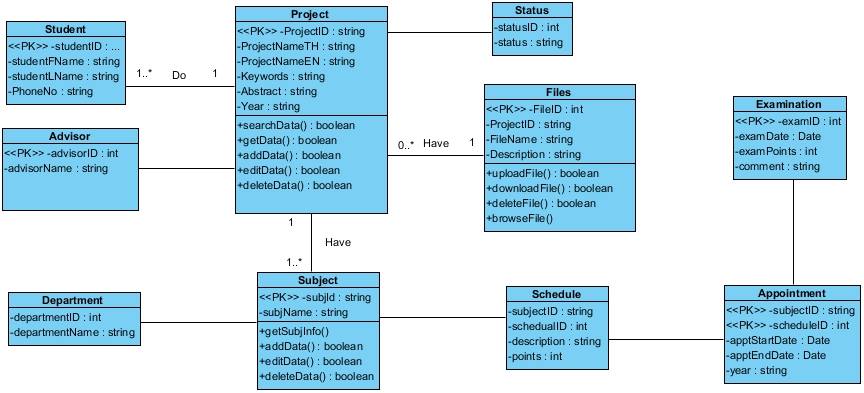 Student
<<PK>> -studentID : ...
-studentFName : string
-studentLName : string
-PhoneNo : string
1..*
Do
1
Project
<<PK>> -ProjectID : string
-ProjectNameTH : string
-ProjectNameEN : string
-Keywords : string
-Abstract : string
-Year : string
+searchData() : boolean
+getData() : boolean
+addData() : boolean
+editData() : boolean
+deleteData() : boolean
Status
-statusID : int
-status : string
Advisor
<<PK>> -advisorID : int
-advisorName : string
0..*
Have
1
Files
<<PK>> -FileID : int
-ProjectID : string
-FileName : string
-Description : string
+uploadFile() : boolean
+downloadFile() : boolean
+deleteFile() : boolean
+browseFile()
Examination
<<PK>> -examID : int
-examDate : Date
-examPoints : int
-comment : string
1
Have
1..*
Department
-departmentID : int
-departmentName : string
Subject
<<PK>> -subjId : string
-subjName : string
+getSubjInfo()
+addData() : boolean
+editData() : boolean
+deleteData() : boolean
Schedule
-subjectID : string
-schedualID : int
-description : string
-points : int
Appointment
<<PK>> -subjectID : string
<<PK>> -scheduleID : int
-apptStartDate : Date
-apptEndDate : Date
-year : string